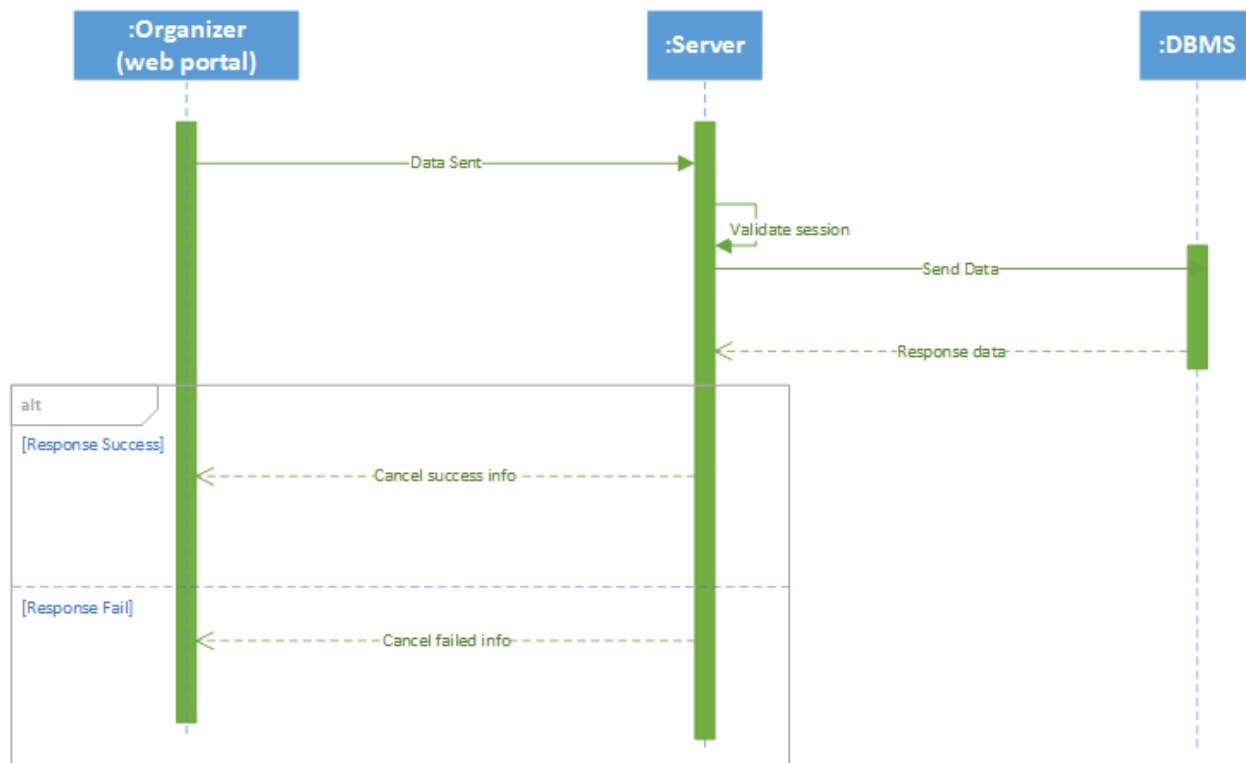 :Organizer
(web portal)
:Server
:DBMS
Data Sent
Validate session
Send Data
Response data
alt
[Response Success]
Cancel success info
[Response Fail]
Cancel failed info